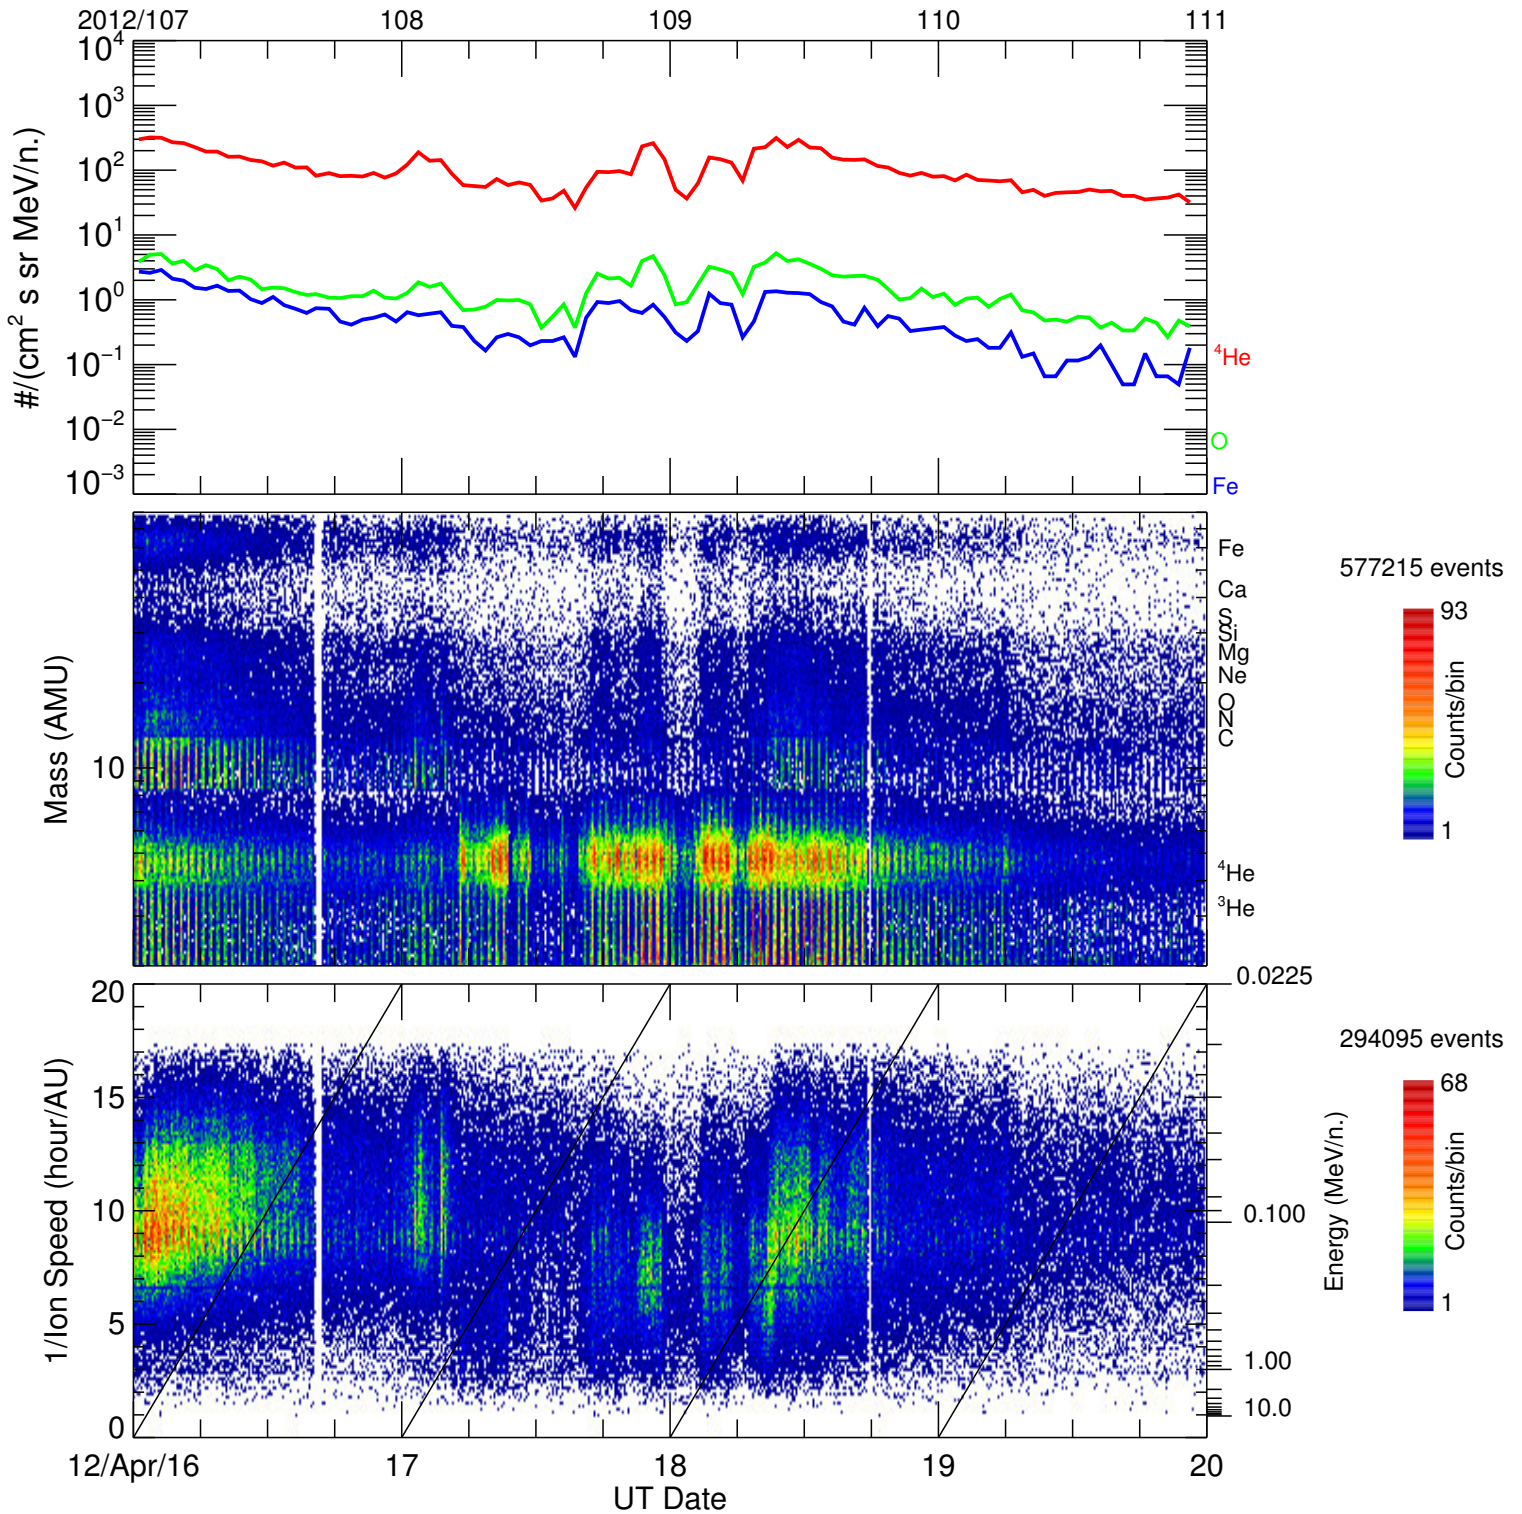 2012/107 108 109 110 111
10^4
10^3
10^2
10^1
10^0
10^−1
10^−2
10^−3
#/(cm^2 s sr MeV/n.)
^4He
O
Fe
Fe
Ca
S
Si
Mg
Ne
O
N
C
^4He
^3He
10
Mass (AMU)
577215 events
93
Counts/bin
1
20
15
10
5
0
1/Ion Speed (hour/AU)
0.0225
0.100
1.00
10.0
Energy (MeV/n.)
294095 events
68
Counts/bin
1
12/Apr/16 17 18 19 20
UT Date